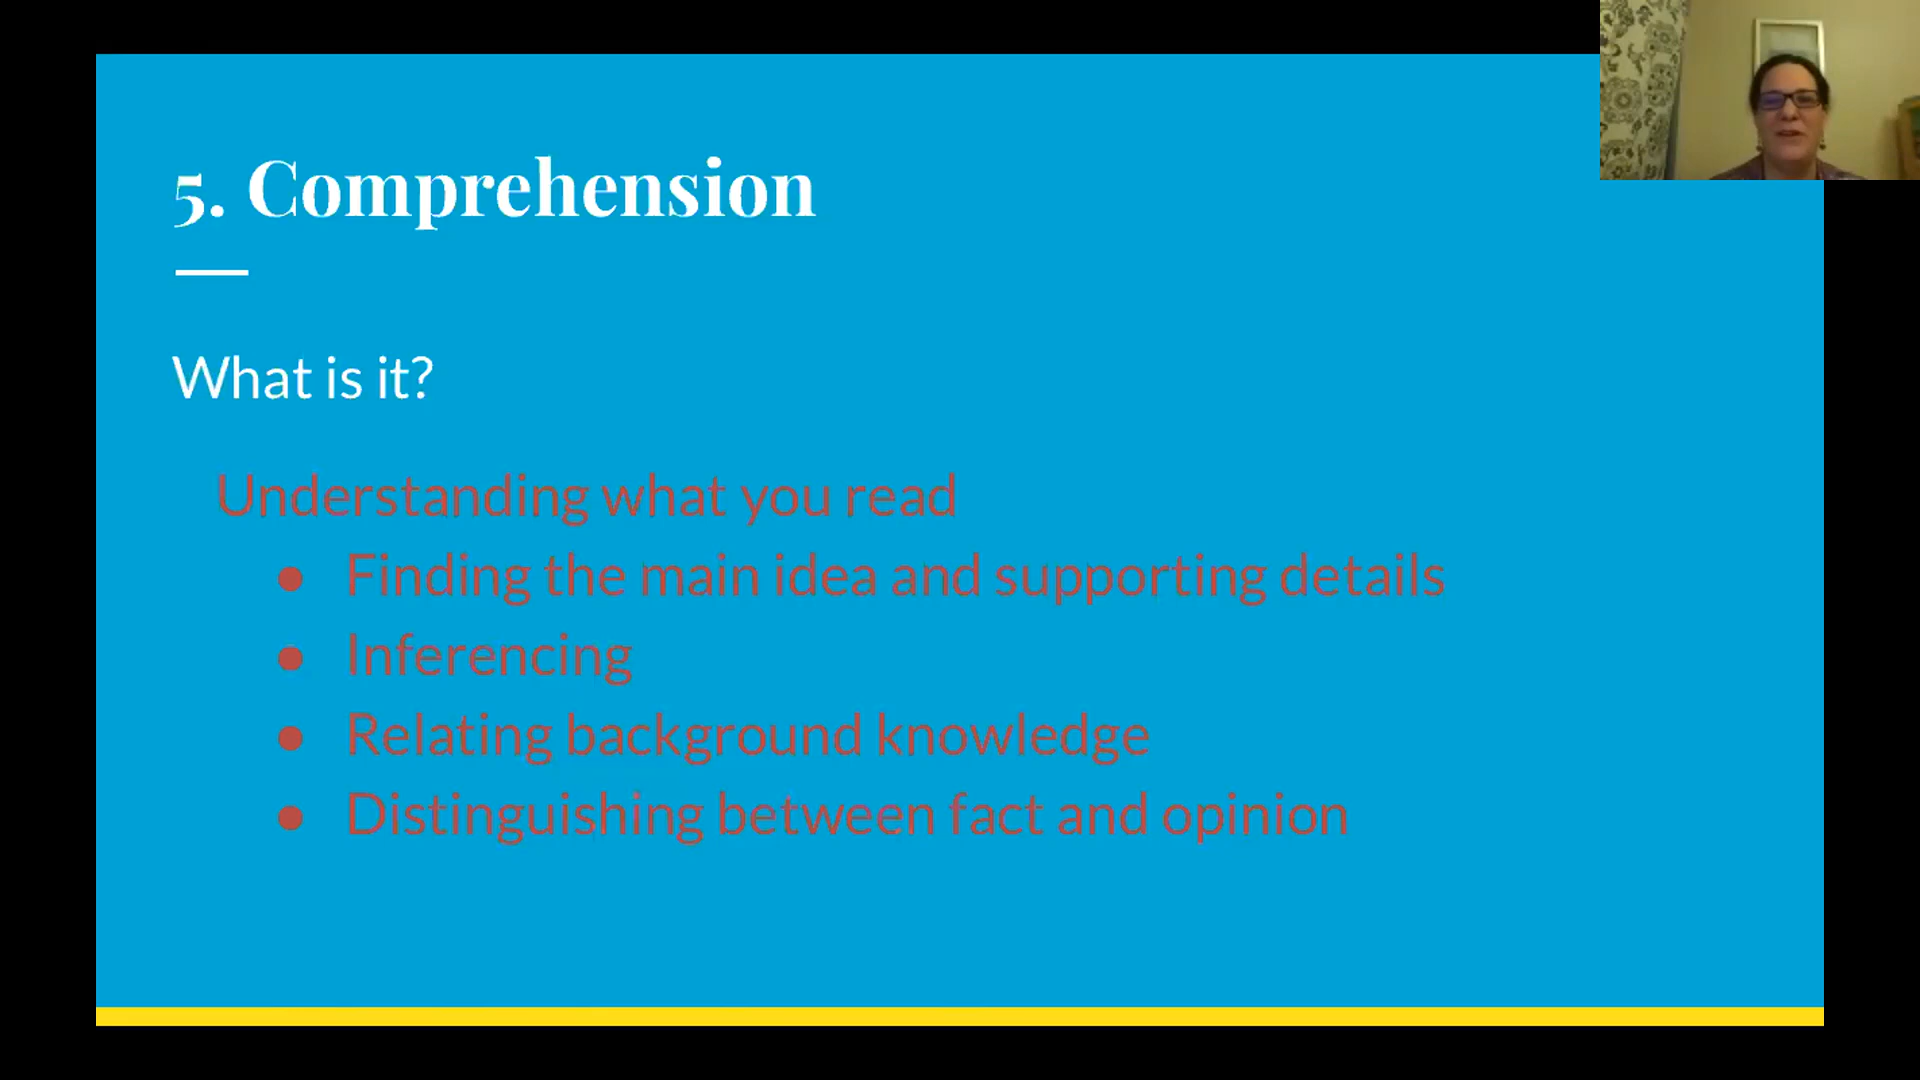 5. Comprehension
What is it?
Understanding what you read
● Finding the main idea and supporting details
● Inferencing
● Relating background knowledge
● Distinguishing between fact and opinion